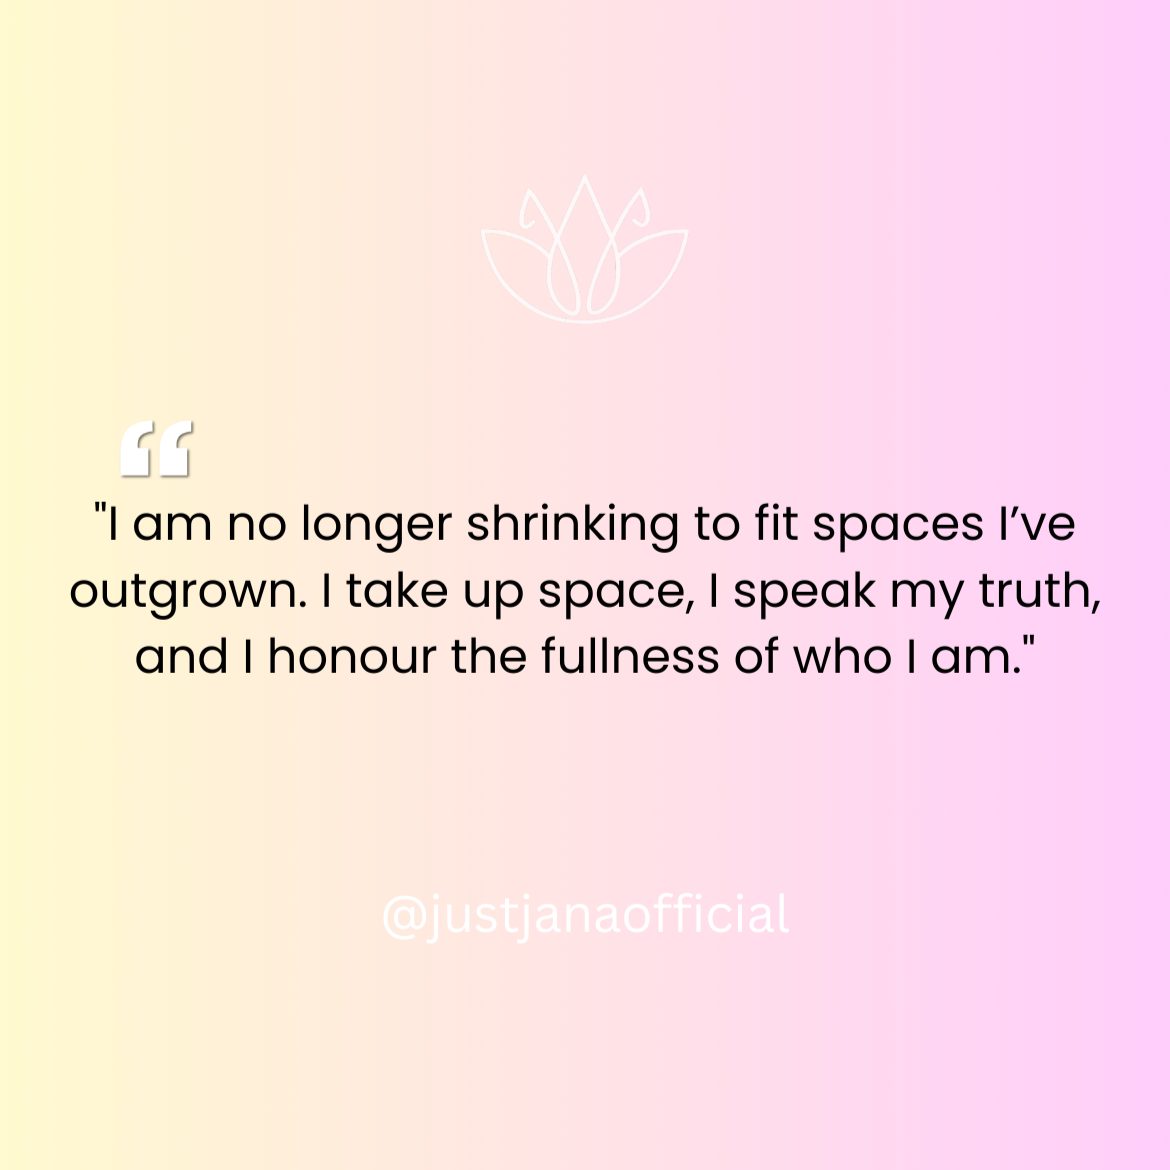 "I am no longer shrinking to fit spaces I’ve
outgrown. I take up space, I speak my truth,
and I honour the fullness of who I am."
@justjanaofficial